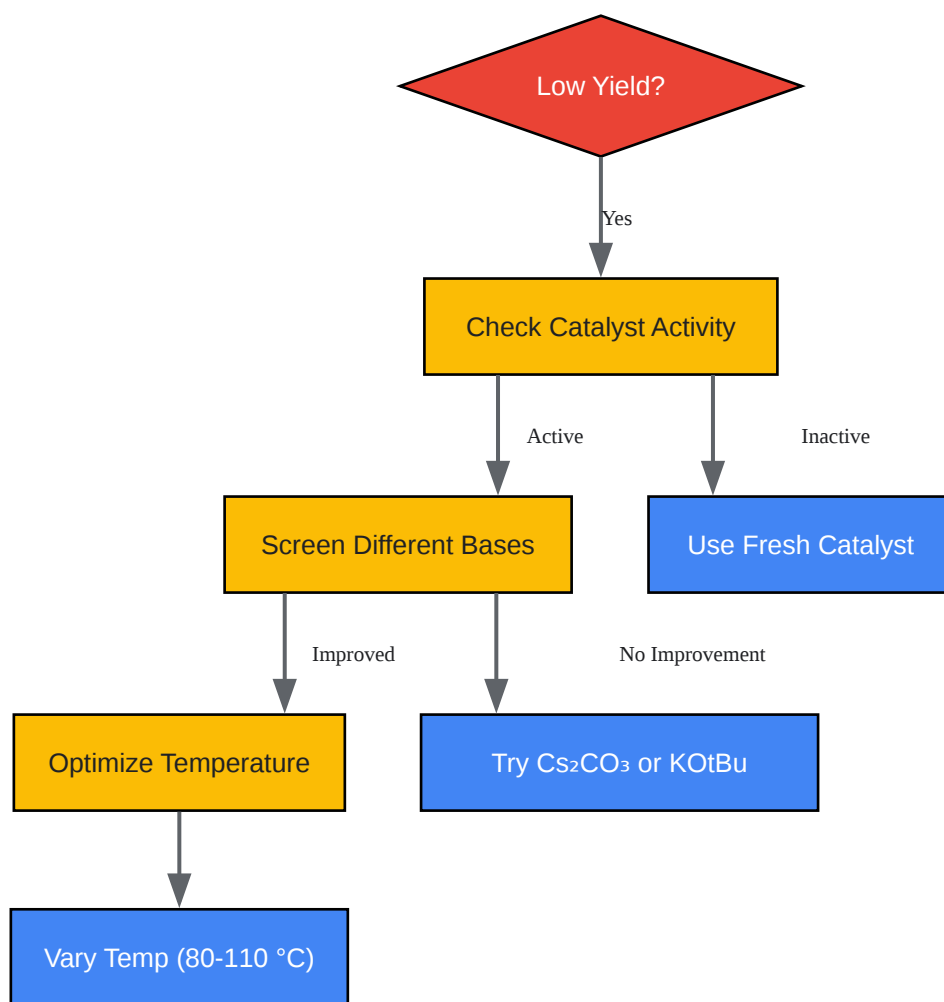 Low Yield?
Yes
Check Catalyst Activity
Active
Inactive
Screen Different Bases
Use Fresh Catalyst
Improved
No Improvement
Optimize Temperature
Try Cs₂CO₃ or KOtBu
Vary Temp (80-110 °C)